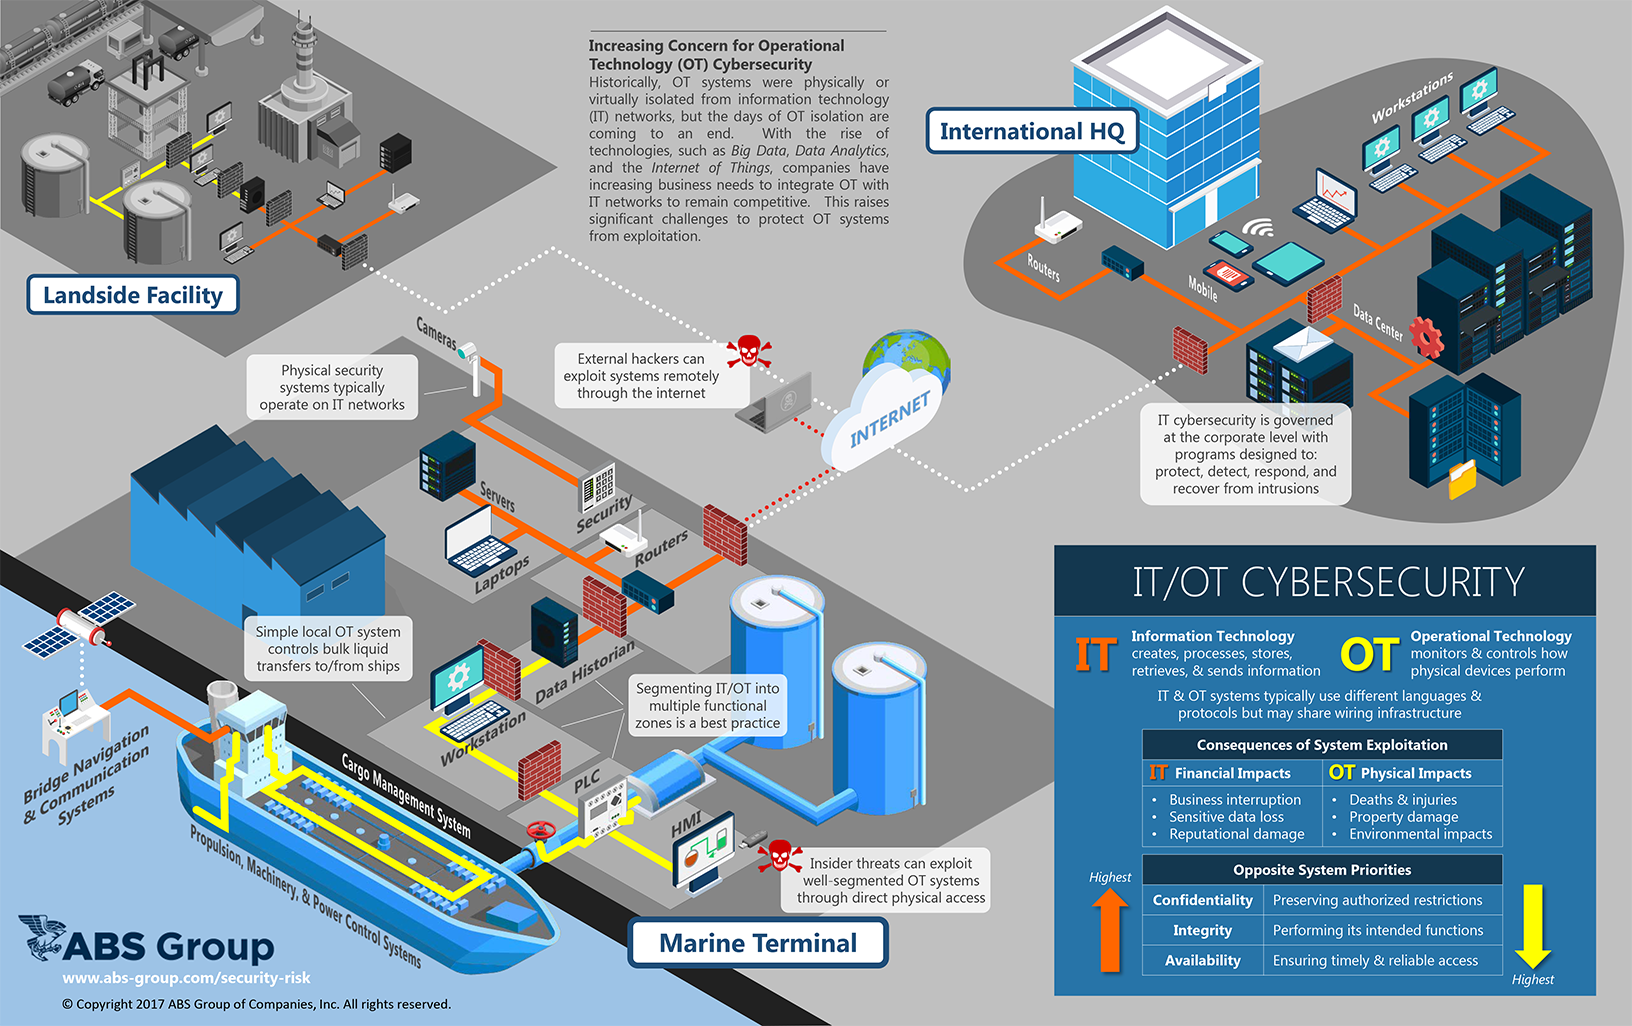 Increasing Concern for Operational
Technology (OT) Cybersecurity
Historically, OT systems were physically or
virtually isolated from information technology
(IT) networks, but the days of OT isolation are
coming to an end. With the rise of
technologies, such as Big Data, Data Analytics,
and the Internet of Things, companies have
increasing business needs to integrate OT with
IT networks to remain competitive. This raises
significant challenges to protect OT systems
from exploitation.
International HQ
Workstations
Routers
Mobile
Data Center
IT cybersecurity is governed
at the corporate level with
programs designed to:
protect, detect, respond, and
recover from intrusions
Landside Facility
Cameras
Physical security
systems typically
operate on IT networks
External hackers can
exploit systems remotely
through the internet
INTERNET
Servers
Security
Laptops
Routers
Simple local OT system
controls bulk liquid
transfers to/from ships
Data Historian
Segmenting IT/OT into
multiple functional
zones is a best practice
Workstation
PLC
HMI
Bridge Navigation
& Communication
Systems
Cargo Management System
Propulsion, Machinery, & Power Control Systems
Insider threats can exploit
well-segmented OT systems
through direct physical access
Marine Terminal
ABS Group
www.abs-group.com/security-risk
© Copyright 2017 ABS Group of Companies, Inc. All rights reserved.
IT/OT CYBERSECURITY
IT
Information Technology
creates, processes, stores,
retrieves, & sends information
OT
Operational Technology
monitors & controls how
physical devices perform
IT & OT systems typically use different languages &
protocols but may share wiring infrastructure
Consequences of System Exploitation
IT Financial Impacts
• Business interruption
• Sensitive data loss
• Reputational damage
OT Physical Impacts
• Deaths & injuries
• Property damage
• Environmental impacts
Opposite System Priorities
Highest
Confidentiality Preserving authorized restrictions
Integrity Performing its intended functions
Availability Ensuring timely & reliable access
Highest